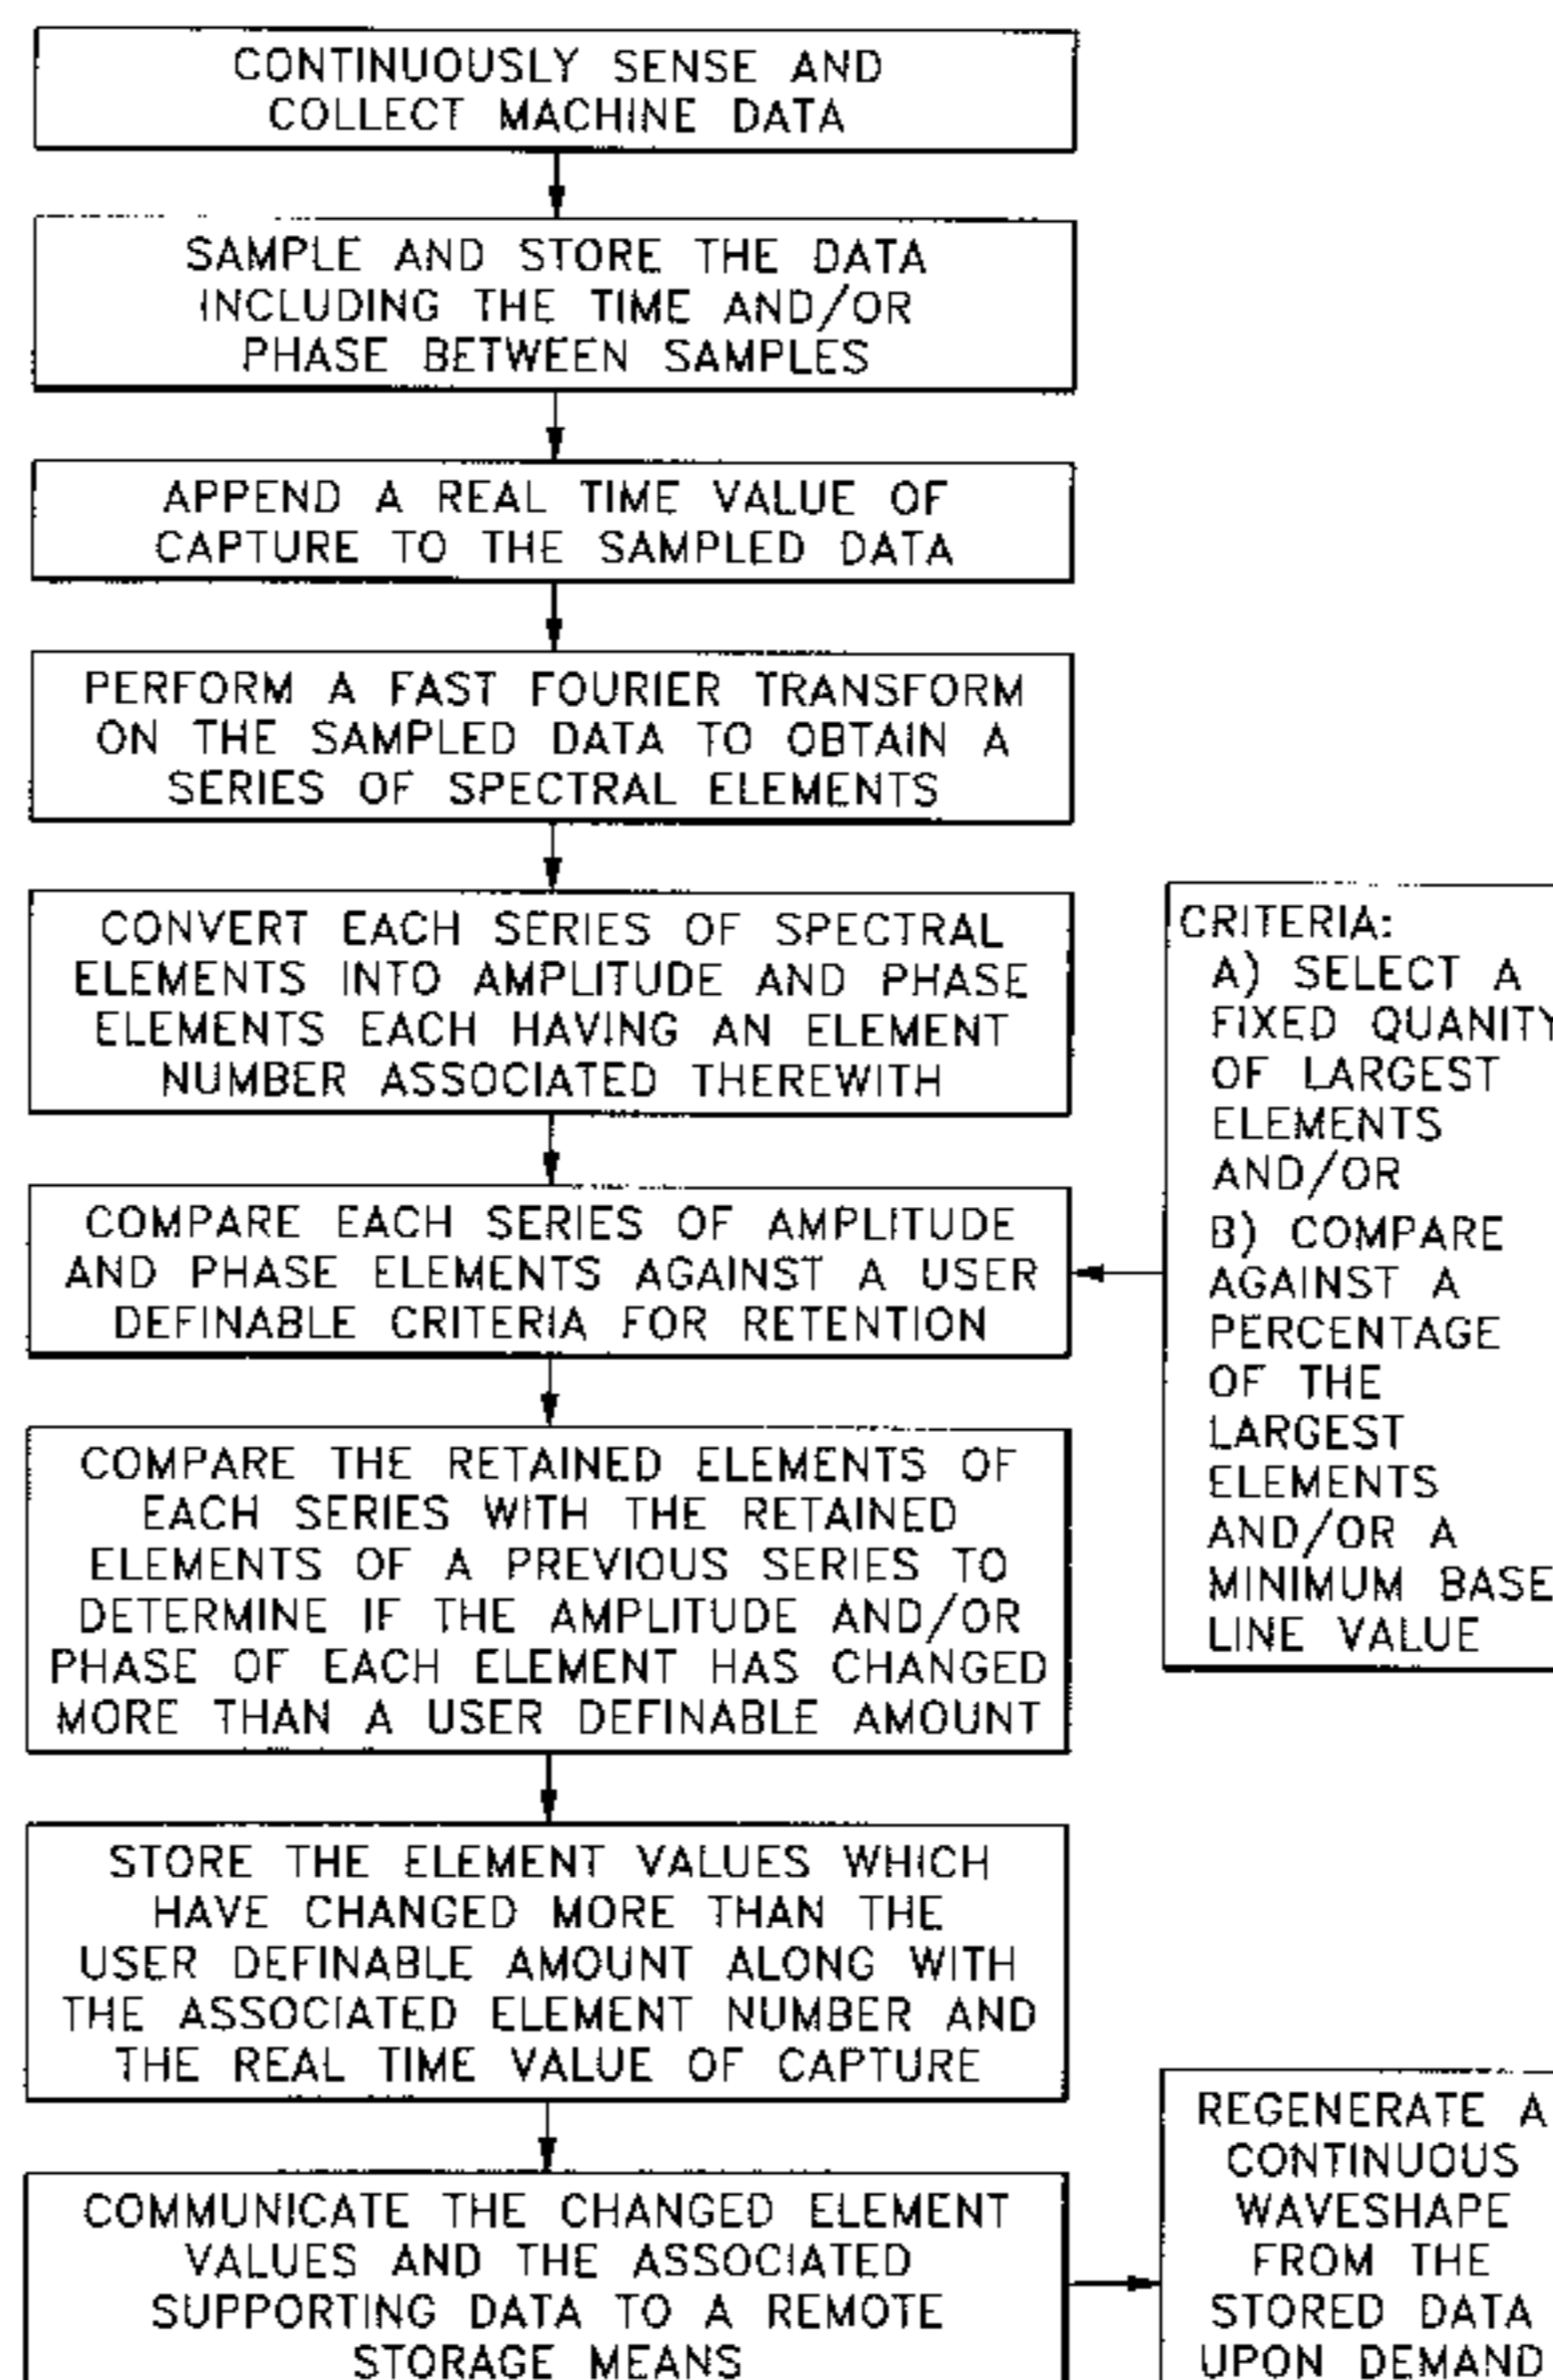 CONTINUOUSLY SENSE AND
COLLECT MACHINE DATA
SAMPLE AND STORE THE DATA
INCLUDING THE TIME AND/OR
PHASE BETWEEN SAMPLES
APPEND A REAL TIME VALUE OF
CAPTURE TO THE SAMPLED DATA
PERFORM A FAST FOURIER TRANSFORM
ON THE SAMPLED DATA TO OBTAIN A
SERIES OF SPECTRAL ELEMENTS
CONVERT EACH SERIES OF SPECTRAL
ELEMENTS INTO AMPLITUDE AND PHASE
ELEMENTS EACH HAVING AN ELEMENT
NUMBER ASSOCIATED THEREWITH
COMPARE EACH SERIES OF AMPLITUDE
AND PHASE ELEMENTS AGAINST A USER
DEFINABLE CRITERIA FOR RETENTION
CRITERIA:
A) SELECT A
FIXED QUANITY
OF LARGEST
ELEMENTS
AND/OR
B) COMPARE
AGAINST A
PERCENTAGE
OF THE
LARGEST
ELEMENTS
AND/OR A
MINIMUM BASE
LINE VALUE
COMPARE THE RETAINED ELEMENTS OF
EACH SERIES WITH THE RETAINED
ELEMENTS OF A PREVIOUS SERIES TO
DETERMINE IF THE AMPLITUDE AND/OR
PHASE OF EACH ELEMENT HAS CHANGED
MORE THAN A USER DEFINABLE AMOUNT
STORE THE ELEMENT VALUES WHICH
HAVE CHANGED MORE THAN THE
USER DEFINABLE AMOUNT ALONG WITH
THE ASSOCIATED ELEMENT NUMBER AND
THE REAL TIME VALUE OF CAPTURE
COMMUNICATE THE CHANGED ELEMENT
VALUES AND THE ASSOCIATED
SUPPORTING DATA TO A REMOTE
STORAGE MEANS
REGENERATE A
CONTINUOUS
WAVESHAPE
FROM THE
STORED DATA
UPON DEMAND